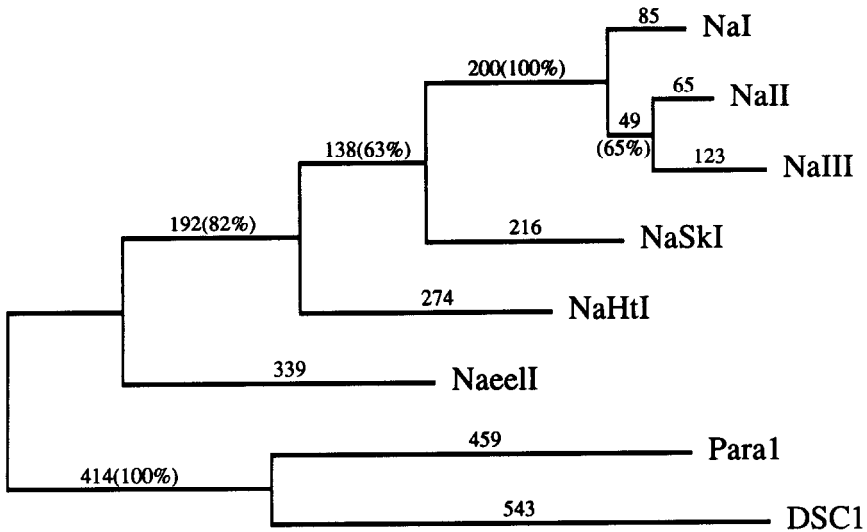 85 NaI
200(100%)
65 NaII
49
(65%)
123 NaIII
138(63%)
216 NaSkI
192(82%)
274 NaHtI
339 NaeelI
459 Para1
414(100%)
543 DSC1